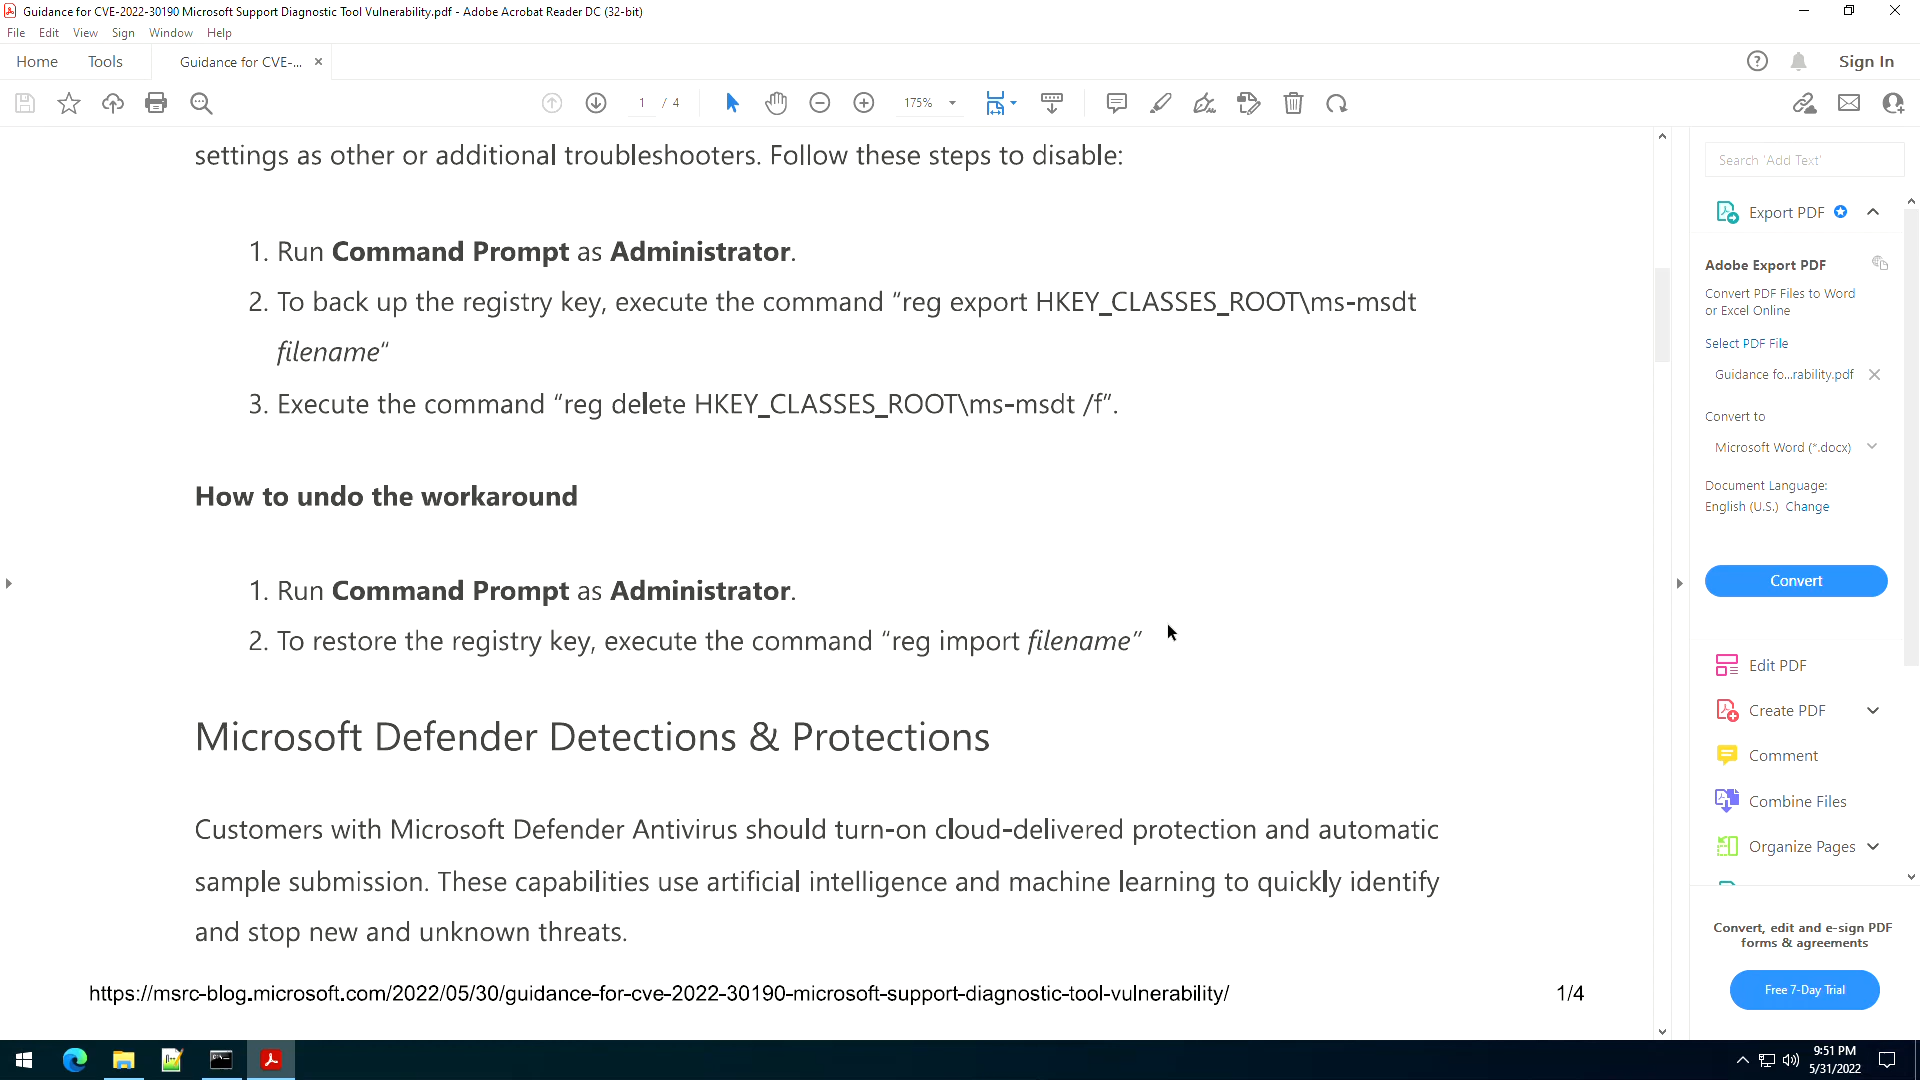 Guidance for CVE-2022-30190 Microsoft Support Diagnostic Tool Vulnerability.pdf - Adobe Acrobat Reader DC (32-bit)
File Edit View Sign Window Help
Home Tools Guidance for CVE-... × Sign In
1 / 4 175%
settings as other or additional troubleshooters. Follow these steps to disable:
1. Run Command Prompt as Administrator.
2. To back up the registry key, execute the command “reg export HKEY_CLASSES_ROOT\ms-msdt
filename“
3. Execute the command “reg delete HKEY_CLASSES_ROOT\ms-msdt /f”.
How to undo the workaround
1. Run Command Prompt as Administrator.
2. To restore the registry key, execute the command “reg import filename”
Microsoft Defender Detections & Protections
Customers with Microsoft Defender Antivirus should turn-on cloud-delivered protection and automatic
sample submission. These capabilities use artificial intelligence and machine learning to quickly identify
and stop new and unknown threats.
https://msrc-blog.microsoft.com/2022/05/30/guidance-for-cve-2022-30190-microsoft-support-diagnostic-tool-vulnerability/ 1/4
Search 'Add Text'
Export PDF
Adobe Export PDF
Convert PDF Files to Word
or Excel Online
Select PDF File
Guidance fo...rability.pdf
Convert to
Microsoft Word (*.docx)
Document Language:
English (U.S.) Change
Convert
Edit PDF
Create PDF
Comment
Combine Files
Organize Pages
Convert, edit and e-sign PDF
forms & agreements
Free 7-Day Trial
9:51 PM
5/31/2022